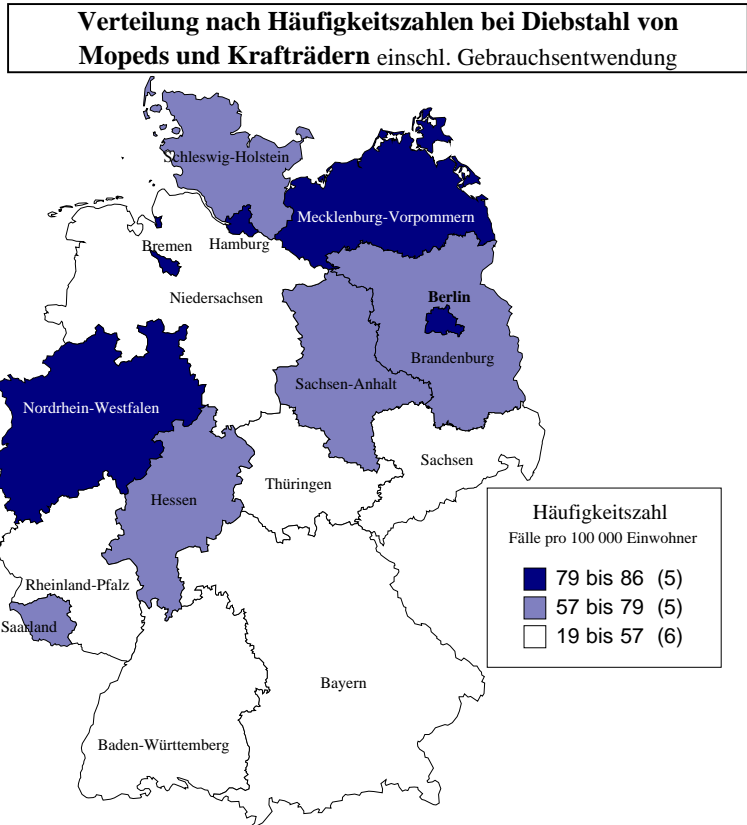 Verteilung nach Häufigkeitszahlen bei Diebstahl von
Mopeds und Krafträdern einschl. Gebrauchsentwendung
Schleswig-Holstein
Mecklenburg-Vorpommern
Bremen
Hamburg
Niedersachsen
Berlin
Brandenburg
Sachsen-Anhalt
Nordrhein-Westfalen
Sachsen
Thüringen
Hessen
Rheinland-Pfalz
Saarland
Bayern
Baden-Württemberg
Häufigkeitszahl
Fälle pro 100 000 Einwohner
79 bis 86 (5)
57 bis 79 (5)
19 bis 57 (6)